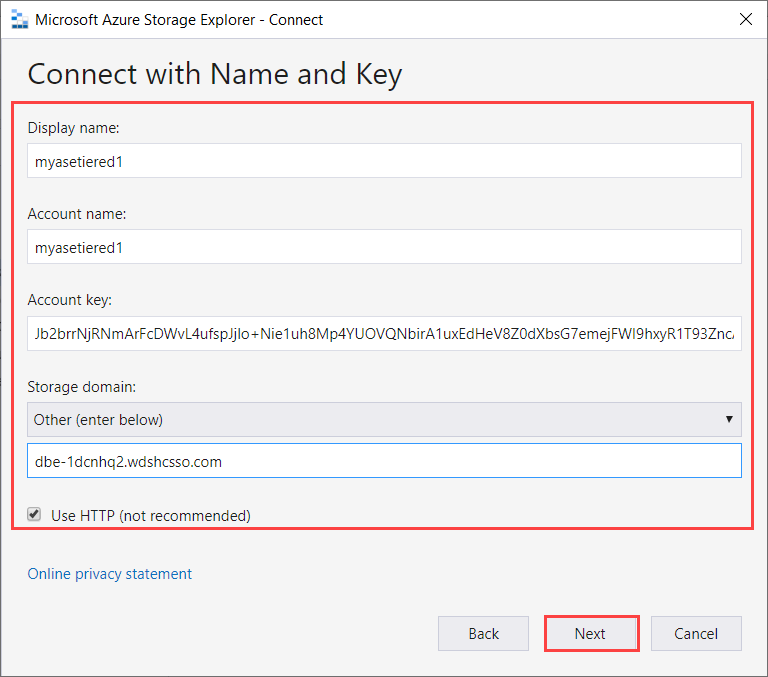 Microsoft Azure Storage Explorer - Connect
Connect with Name and Key
Display name:
myasetiered1
Account name:
myasetiered1
Account key:
Jb2brrNjRNmArFcDWvL4ufspJjlo+Nie1uh8Mp4YUOVQNbirA1uxEdHeV8Z0dXbsG7emejFWI9hxyR1T93ZncA
Storage domain:
Other (enter below)
dbe-1dcnhq2.wdshcsso.com
Use HTTP (not recommended)
Online privacy statement
Back Next Cancel